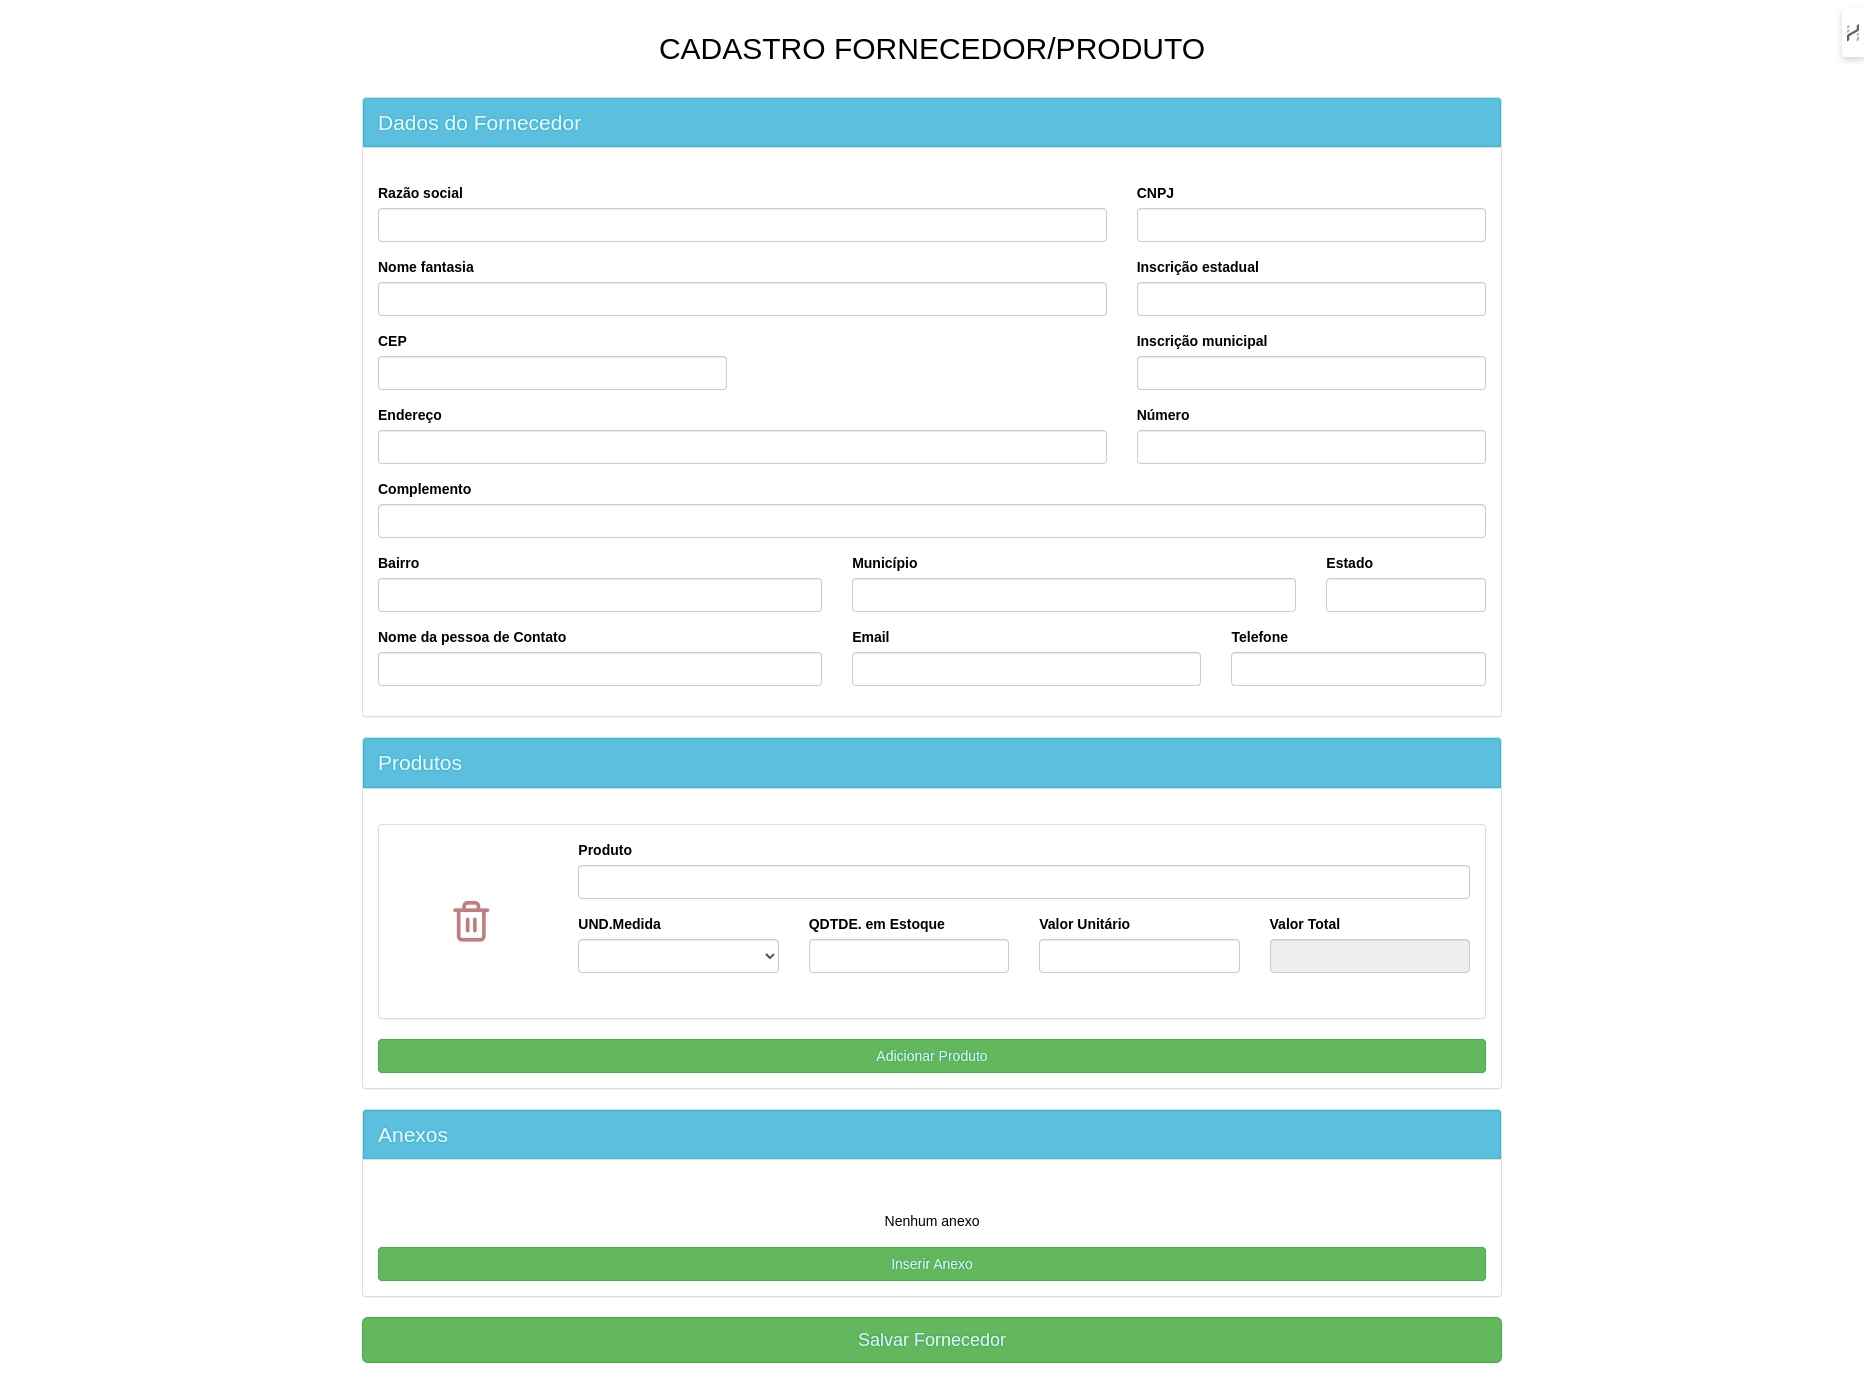 CADASTRO FORNECEDOR/PRODUTO
Dados do Fornecedor
Razão social CNPJ
Nome fantasia Inscrição estadual
CEP Inscrição municipal
Endereço Número
Complemento
Bairro Município Estado
Nome da pessoa de Contato Email Telefone
Produtos
Produto
UND.Medida QDTDE. em Estoque Valor Unitário Valor Total
Adicionar Produto
Anexos
Nenhum anexo
Inserir Anexo
Salvar Fornecedor